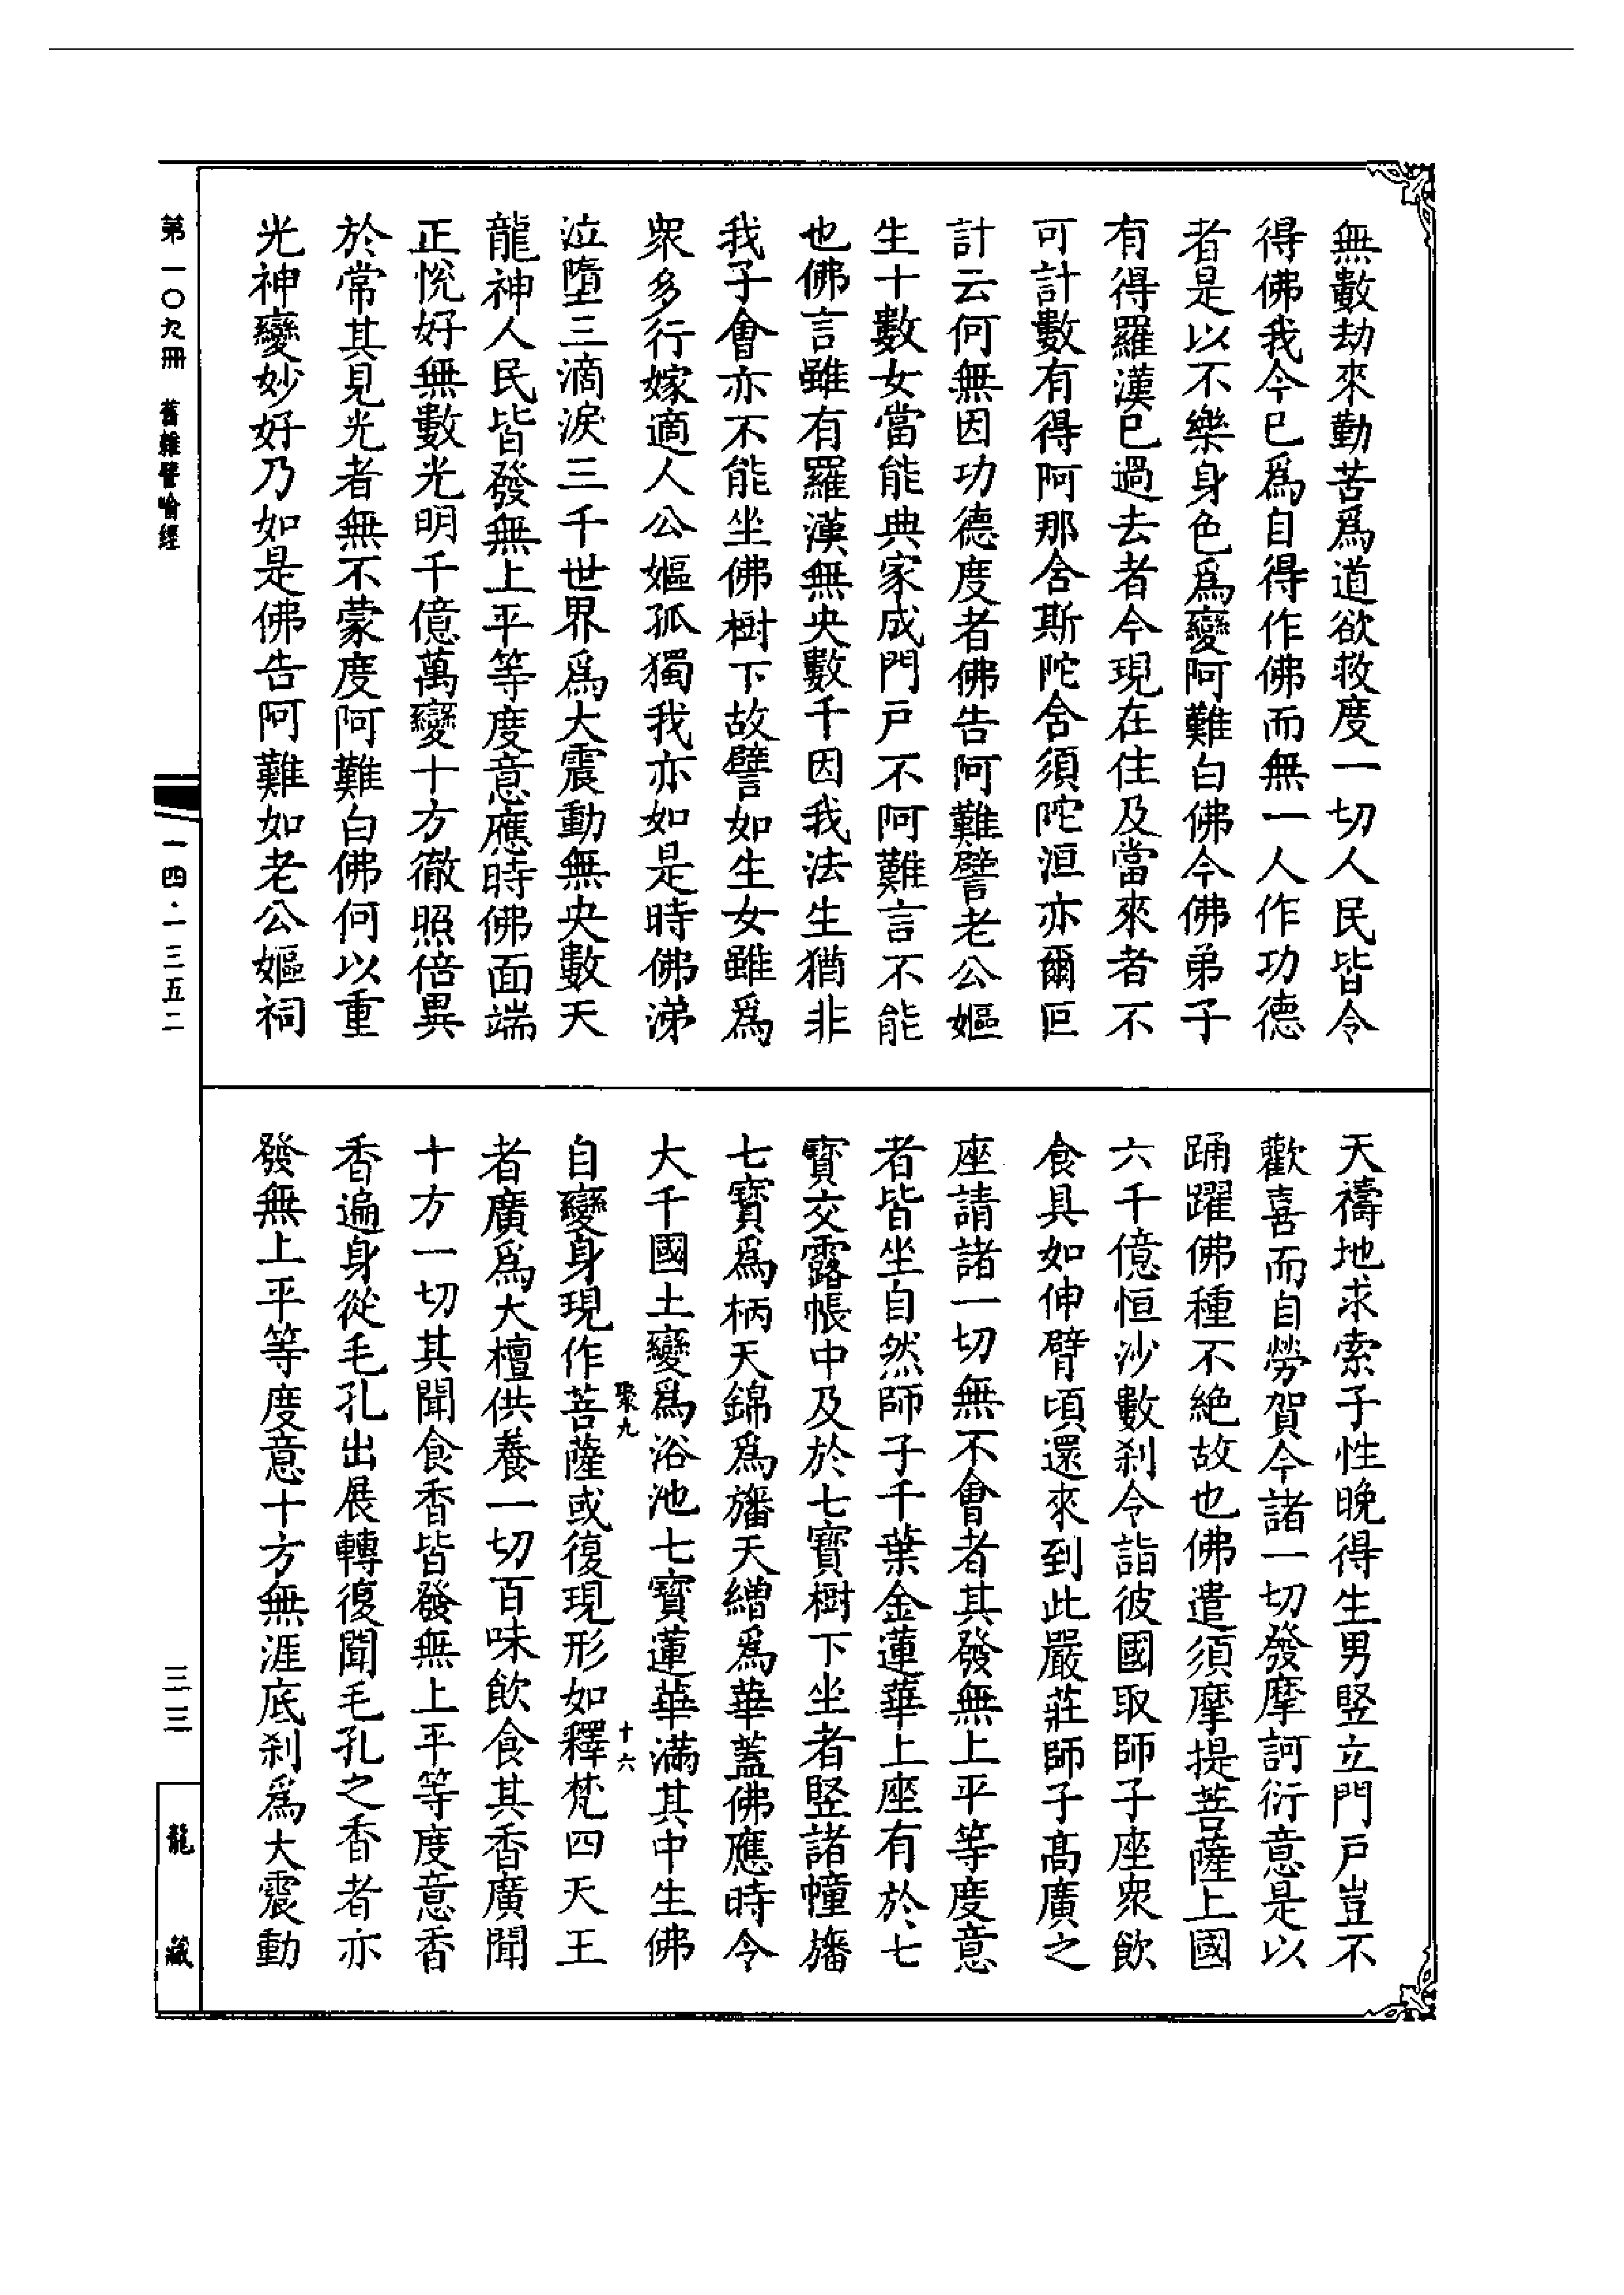 無數劫來勤苦爲道欲救度一切人民皆令
得佛我今已爲自得作佛而無一人作功德
者是以不樂身色爲變阿難白佛今佛弟子
有得羅漢已過去者今現在住及當來者不
可計數有得阿那含斯陀含須陀洹亦爾叵
計云何無因功德度者佛告阿難譬老公嫗
生十數女當能典家成門戶不阿難言不能
也佛言雖有羅漢無央數千因我法生猶非
我子會亦不能坐佛樹下故譬如生女雖爲
衆多行嫁適人公嫗孤獨我亦如是時佛涕
泣墮三滴淚三千世界爲大震動無央數天
龍神人民皆發無上平等度意應時佛面端
正悅好無數光明千億萬變十方徹照倍異
於常其見光者無不蒙度阿難白佛何以重
光神變妙好乃如是佛告阿難如老公嫗祠
天禱地求索子性晚得生男竪立門戶豈不
歡喜而自勞賀今諸一切發摩訶衍意是以
踊躍佛種不絕故也佛遣須摩提菩薩上國
六千億恒沙數刹令詣彼國取師子座衆飲
食具如伸臂頃還來到此嚴莊師子高廣之
座請諸一切無不會者其發無上平等度意
者皆坐自然師子千葉金蓮華上座有於七
寳交露帳中及於七寳樹下坐者竪諸幢旛
七寳爲柄天錦爲旛天繒爲華蓋佛應時令
大千國土變爲浴池七寳蓮華滿其中生佛
聚九
十六
自變身現作菩薩或復現形如釋梵四天王
者廣爲大檀供養一切百味飲食其香廣聞
十方一切其聞食香皆發無上平等度意香
香遍身從毛孔出展轉復聞毛孔之香者亦
發無上平等度意十方無涯底刹爲大震動
第一〇九冊 舊雜譬喻經
一四·一三五二
三三
龍藏